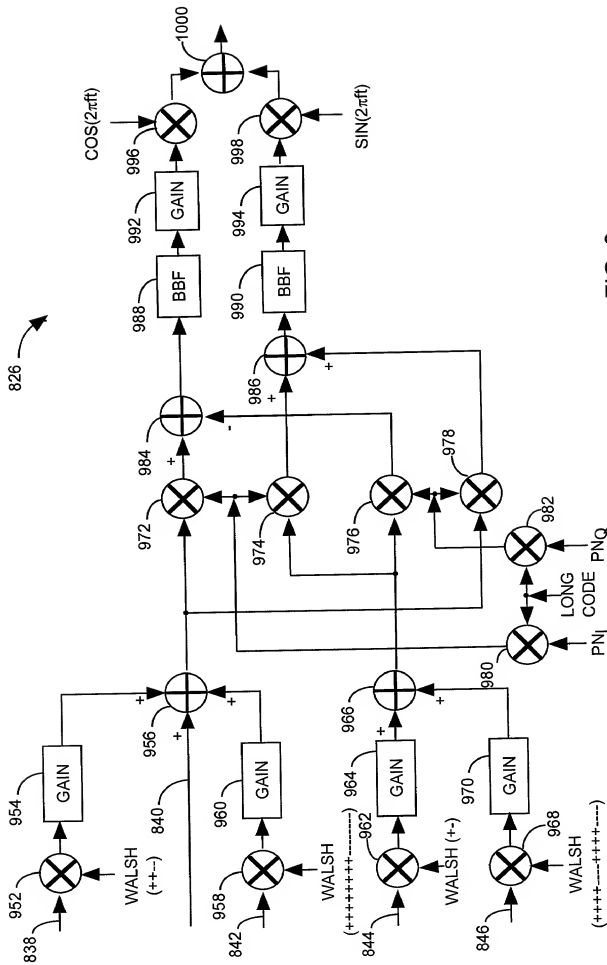 826
838
952
WALSH
(++--)
954
GAIN
840
956
+
+
+
842
958
WALSH
(++++++++--------)
960
GAIN
844
962
WALSH (+-)
964
GAIN
966
+
+
846
968
WALSH
(++++----++++----)
970
GAIN
972
974
976
978
980
982
PNI
LONG
CODE
PNQ
984
+
-
986
+
+
988
BBF
990
BBF
992
GAIN
994
GAIN
COS(2πft)
996
998
SIN(2πft)
1000